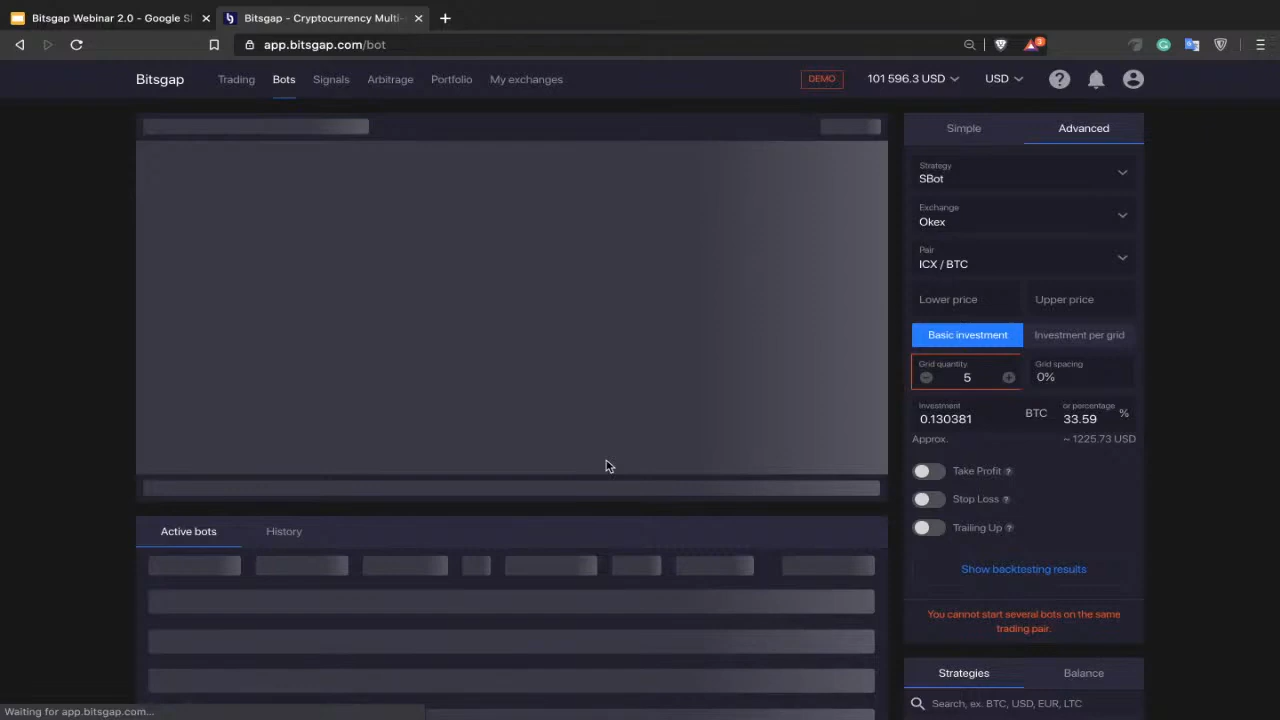 Bitsgap Webinar 2.0 - Google Sl
Bitsgap - Cryptocurrency Multi-
app.bitsgap.com/bot
3
Bitsgap
Trading
Bots
Signals
Arbitrage
Portfolio
My exchanges
DEMO
101 596.3 USD
USD
Simple
Advanced
Strategy
SBot
Exchange
Okex
Pair
ICX / BTC
Lower price
Upper price
Basic investment
Investment per grid
Grid quantity
5
Grid spacing
0%
Investment
0.130381
BTC
or percentage
33.59
%
Approx.
~ 1225.73 USD
Take Profit ?
Stop Loss ?
Trailing Up ?
Show backtesting results
You cannot start several bots on the same
trading pair.
Active bots
History
Strategies
Balance
Search, ex. BTC, USD, EUR, LTC
Waiting for app.bitsgap.com...